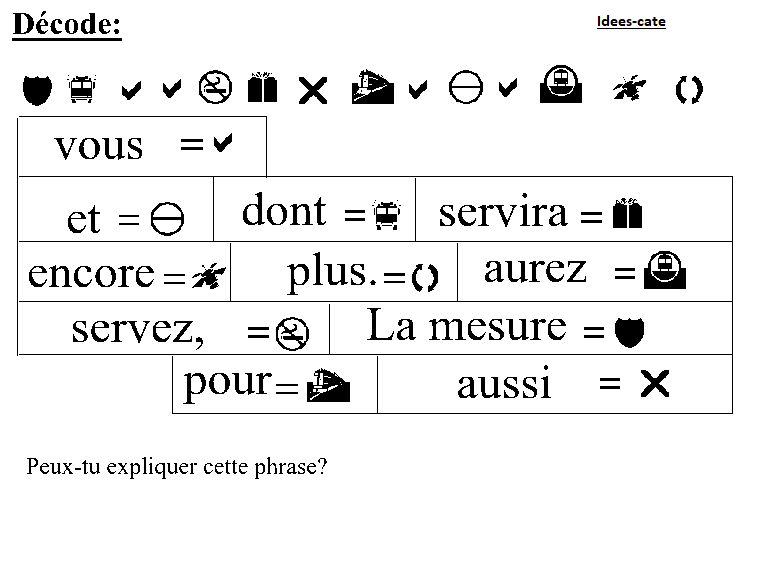 Décode:
Idees-cate
vous =
et = dont = servira =
encore = plus. = aurez =
servez, = La mesure =
pour = aussi =
Peux-tu expliquer cette phrase?